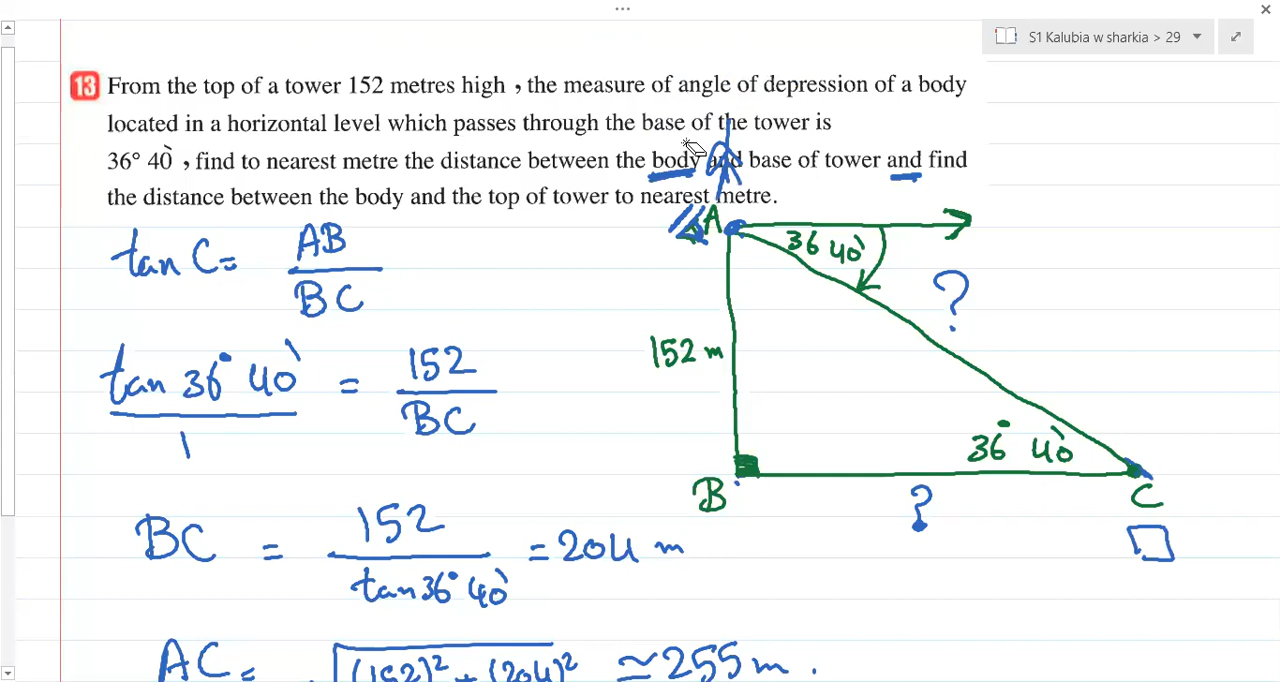 S1 Kalubia w sharkia > 29
13 From the top of a tower 152 metres high , the measure of angle of depression of a body
located in a horizontal level which passes through the base of the tower is
36° 40` , find to nearest metre the distance between the body and base of tower and find
the distance between the body and the top of tower to nearest metre.
tan C = AB / BC
A
36 40`
?
tan 36° 40` / 1 = 152 / BC
152 m
36° 40`
B
?
C
BC = 152 / tan 36° 40` = 204 m
AC = √(152)² + (204)² ≃ 255 m .